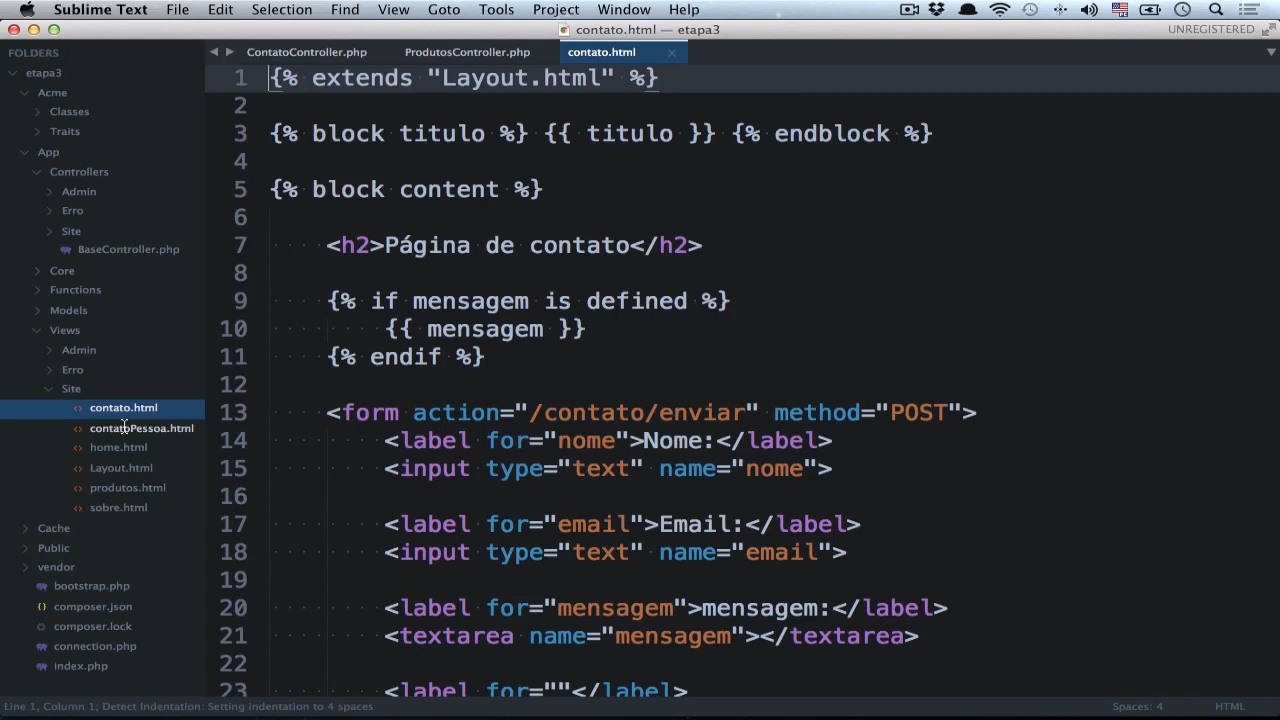 Sublime Text File Edit Selection Find View Goto Tools Project Window Help
contato.html — etapa3
UNREGISTERED
FOLDERS
etapa3
Acme
Classes
Traits
App
Controllers
Admin
Erro
Site
BaseController.php
Core
Functions
Models
Views
Admin
Erro
Site
contato.html
contatoPessoa.html
home.html
Layout.html
produtos.html
sobre.html
Cache
Public
vendor
bootstrap.php
composer.json
composer.lock
connection.php
index.php
ContatoController.php ProdutosController.php contato.html
1 {% extends "Layout.html" %}
2
3 {% block titulo %} {{ titulo }} {% endblock %}
4
5 {% block content %}
6
7 <h2>Página de contato</h2>
8
9 {% if mensagem is defined %}
10 {{ mensagem }}
11 {% endif %}
12
13 <form action="/contato/enviar" method="POST">
14 <label for="nome">Nome:</label>
15 <input type="text" name="nome">
16
17 <label for="email">Email:</label>
18 <input type="text" name="email">
19
20 <label for="mensagem">mensagem:</label>
21 <textarea name="mensagem"></textarea>
22
23 <label for=""</label>
Line 1, Column 1; Detect Indentation: Setting indentation to 4 spaces
Spaces: 4
HTML